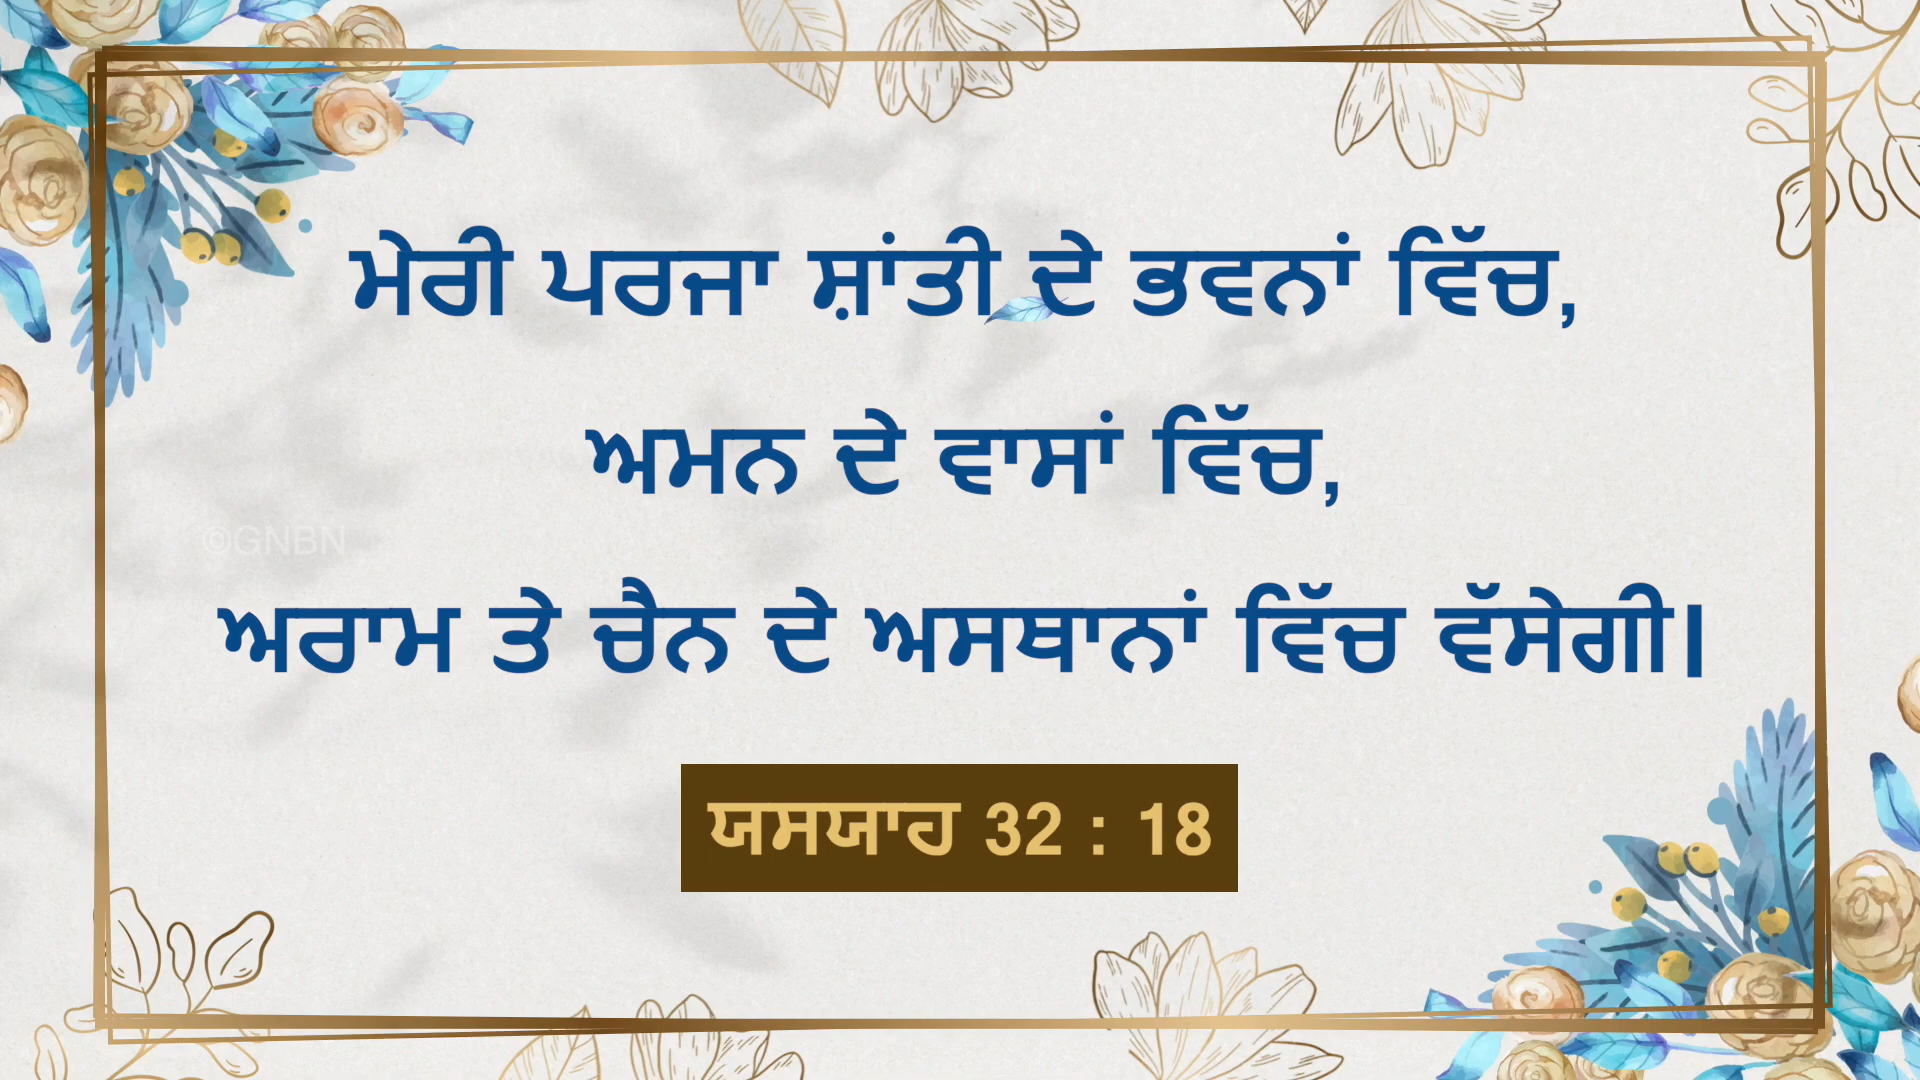 ਮੇਰੀ ਪਰਜਾ ਸ਼ਾਂਤੀ ਦੇ ਭਵਨਾਂ ਵਿੱਚ,
ਅਮਨ ਦੇ ਵਾਸਾਂ ਵਿੱਚ,
©GNBN
ਅਰਾਮ ਤੇ ਚੈਨ ਦੇ ਅਸਥਾਨਾਂ ਵਿੱਚ ਵੱਸੇਗੀ।
ਯਸਯਾਹ 32 : 18